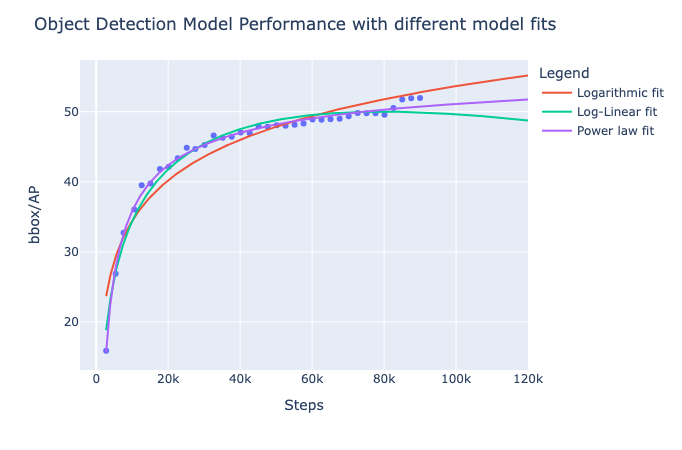 Object Detection Model Performance with different model fits
Legend
Logarithmic fit
Log-Linear fit
Power law fit
bbox/AP
50
40
30
20
0 20k 40k 60k 80k 100k 120k
Steps